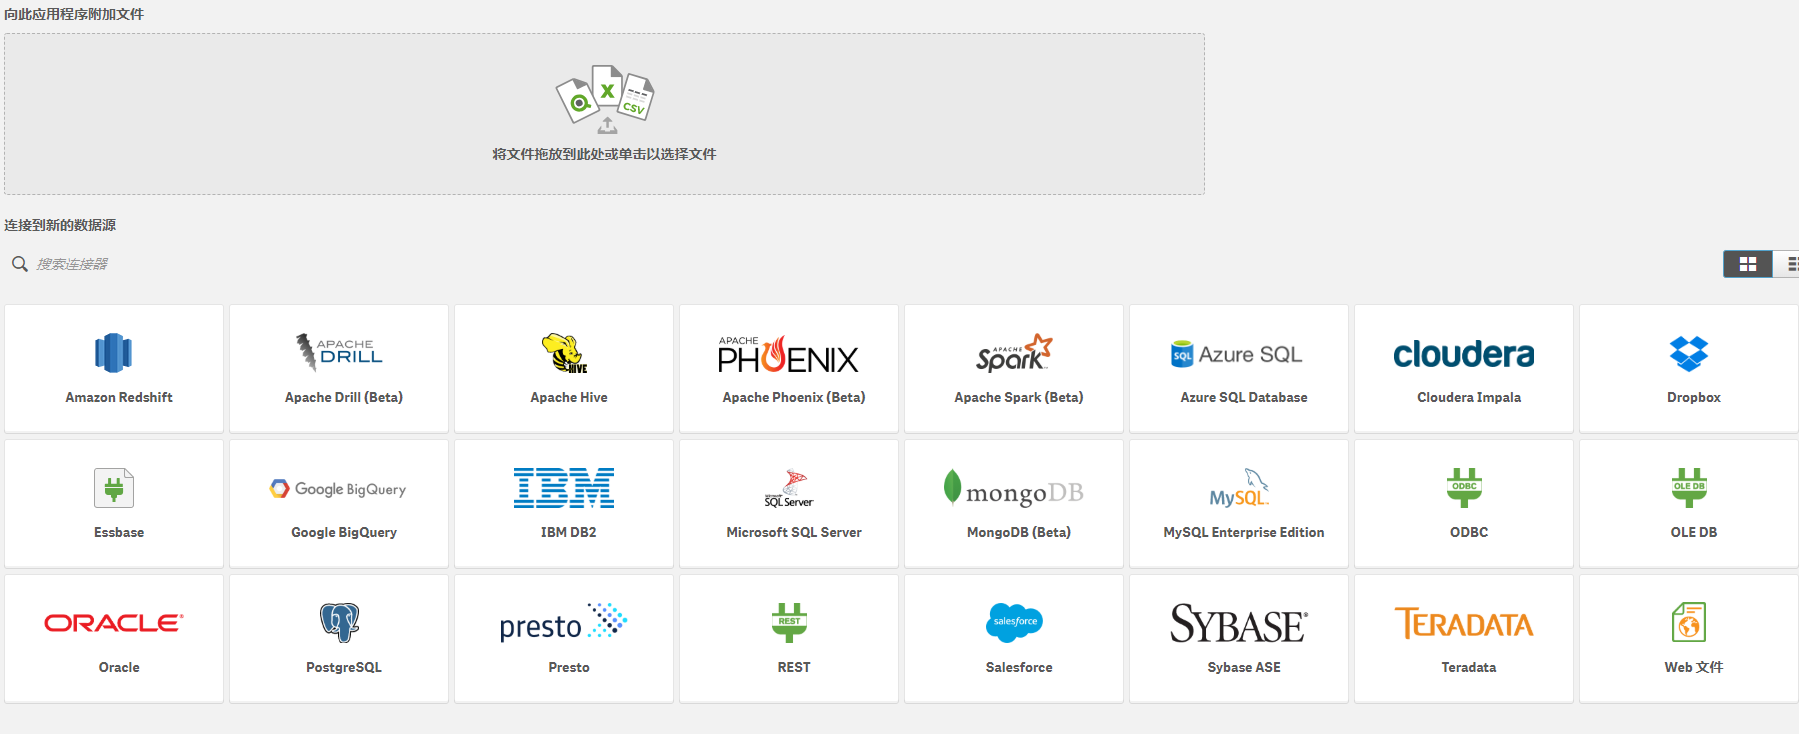 向此应用程序附加文件
X
CSV
将文件拖放到此处或单击以选择文件
连接到新的数据源
搜索连接器
Amazon Redshift
APACHE
DRILL
Apache Drill (Beta)
HIVE
Apache Hive
APACHE
PHOENIX
Apache Phoenix (Beta)
APACHE
Spark
Apache Spark (Beta)
SQL Azure SQL
Azure SQL Database
cloudera
Cloudera Impala
Dropbox
Essbase
Google BigQuery
Google BigQuery
IBM
IBM DB2
Microsoft
SQL Server
Microsoft SQL Server
mongoDB
MongoDB (Beta)
MySQL
MySQL Enterprise Edition
ODBC
ODBC
OLE DB
OLE DB
ORACLE
Oracle
PostgreSQL
presto
Presto
REST
REST
salesforce
Salesforce
SYBASE
Sybase ASE
TERADATA
Teradata
Web 文件